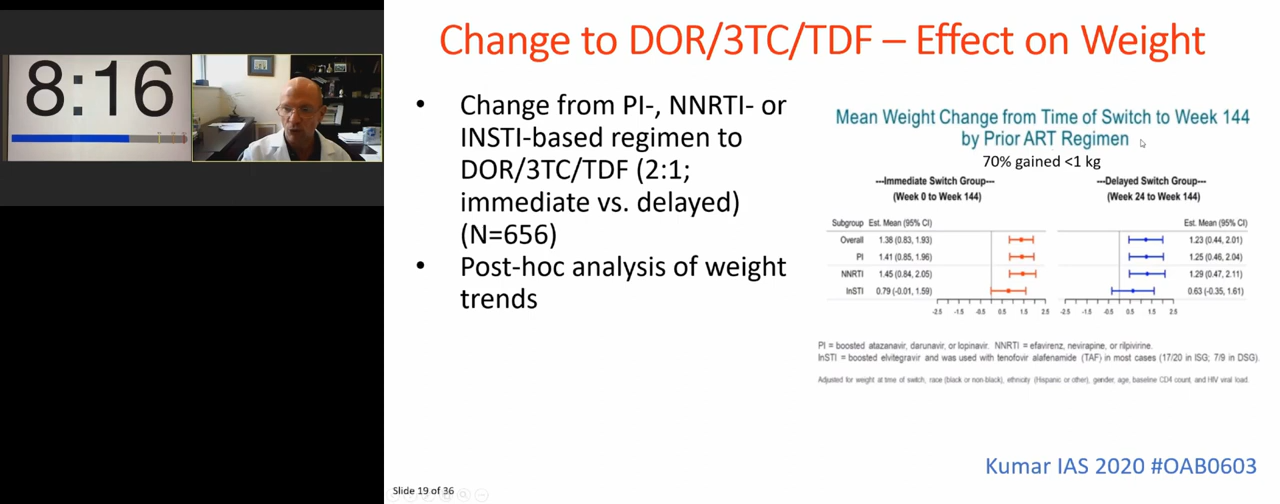 8:16
Change to DOR/3TC/TDF – Effect on Weight
• Change from PI-, NNRTI- or
INSTI-based regimen to
DOR/3TC/TDF (2:1;
immediate vs. delayed)
(N=656)
• Post-hoc analysis of weight
trends
Mean Weight Change from Time of Switch to Week 144
by Prior ART Regimen
70% gained <1 kg
---Immediate Switch Group---
(Week 0 to Week 144)
---Delayed Switch Group---
(Week 24 to Week 144)
Subgroup Est. Mean (95% CI) Est. Mean (95% CI)
Overall 1.38 (0.83, 1.93) 1.23 (0.44, 2.01)
PI 1.41 (0.85, 1.96) 1.25 (0.46, 2.04)
NNRTI 1.45 (0.84, 2.05) 1.29 (0.47, 2.11)
InSTI 0.79 (-0.01, 1.59) 0.63 (-0.35, 1.61)
-2.5 -1.5 -0.5 0.5 1.5 2.5 -2.5 -1.5 -0.5 0.5 1.5 2.5
PI = boosted atazanavir, darunavir, or lopinavir. NNRTI = efavirenz, nevirapine, or rilpivirine.
InSTI = boosted elvitegravir and was used with tenofovir alafenamide (TAF) in most cases (17/20 in ISG; 7/9 in DSG).
Adjusted for weight at time of switch, race (black or non-black), ethnicity (Hispanic or other), gender, age, baseline CD4 count, and HIV viral load.
Kumar IAS 2020 #OAB0603
Slide 19 of 36